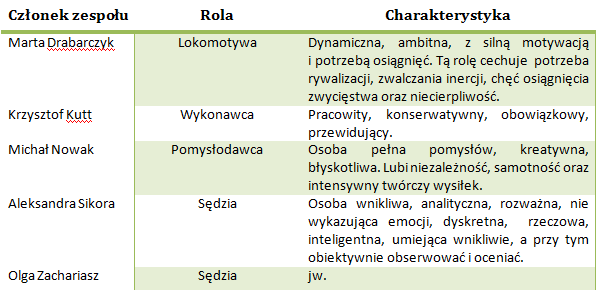 Członek zespołu Rola Charakterystyka
Marta Drabarczyk Lokomotywa Dynamiczna, ambitna, z silną motywacją
i potrzebą osiągnięć. Tą rolę cechuje potrzeba
rywalizacji, zwalczania inercji, chęć osiągnięcia
zwycięstwa oraz niecierpliwość.
Krzysztof Kutt Wykonawca Pracowity, konserwatywny, obowiązkowy,
przewidujący.
Michał Nowak Pomysłodawca Osoba pełna pomysłów, kreatywna,
błyskotliwa. Lubi niezależność, samotność oraz
intensywny twórczy wysiłek.
Aleksandra Sikora Sędzia Osoba wnikliwa, analityczna, rozważna, nie
wykazująca emocji, dyskretna, rzeczowa,
inteligentna, umiejąca wnikliwie, a przy tym
obiektywnie obserwować i oceniać.
Olga Zachariasz Sędzia jw.